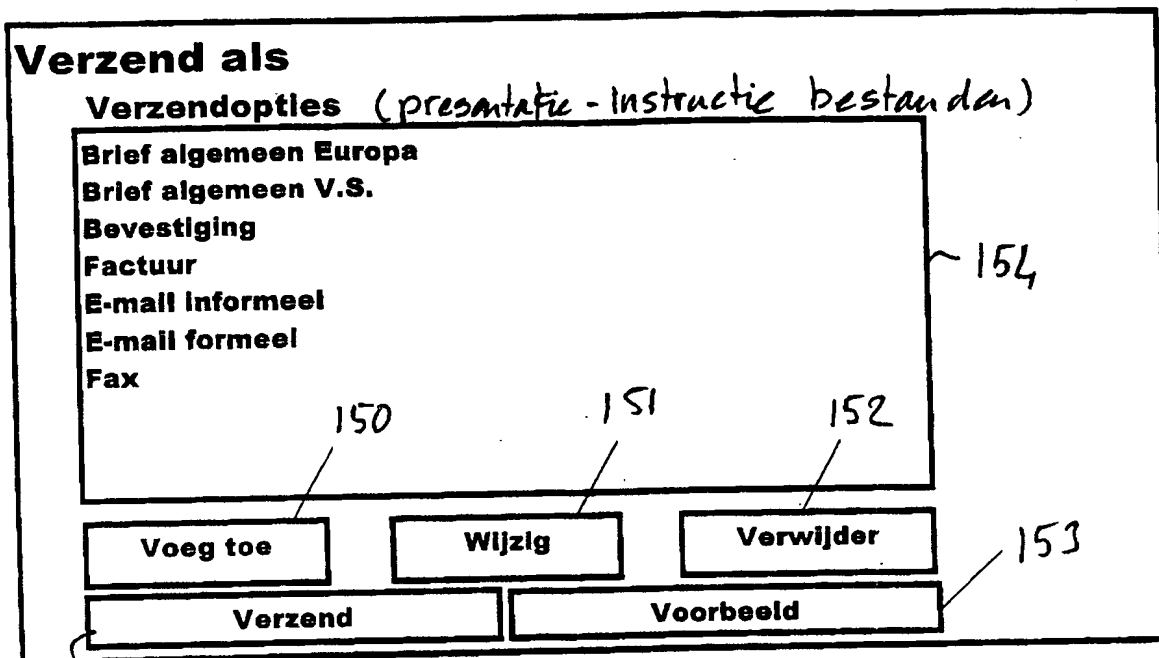 Verzend als
Verzendopties (presentatie - instructie bestanden)
Brief algemeen Europa
Brief algemeen V.S.
Bevestiging
Factuur
E-mail informeel
E-mail formeel
Fax
154
150 151 152
Voeg toe Wijzig Verwijder
153
Verzend Voorbeeld